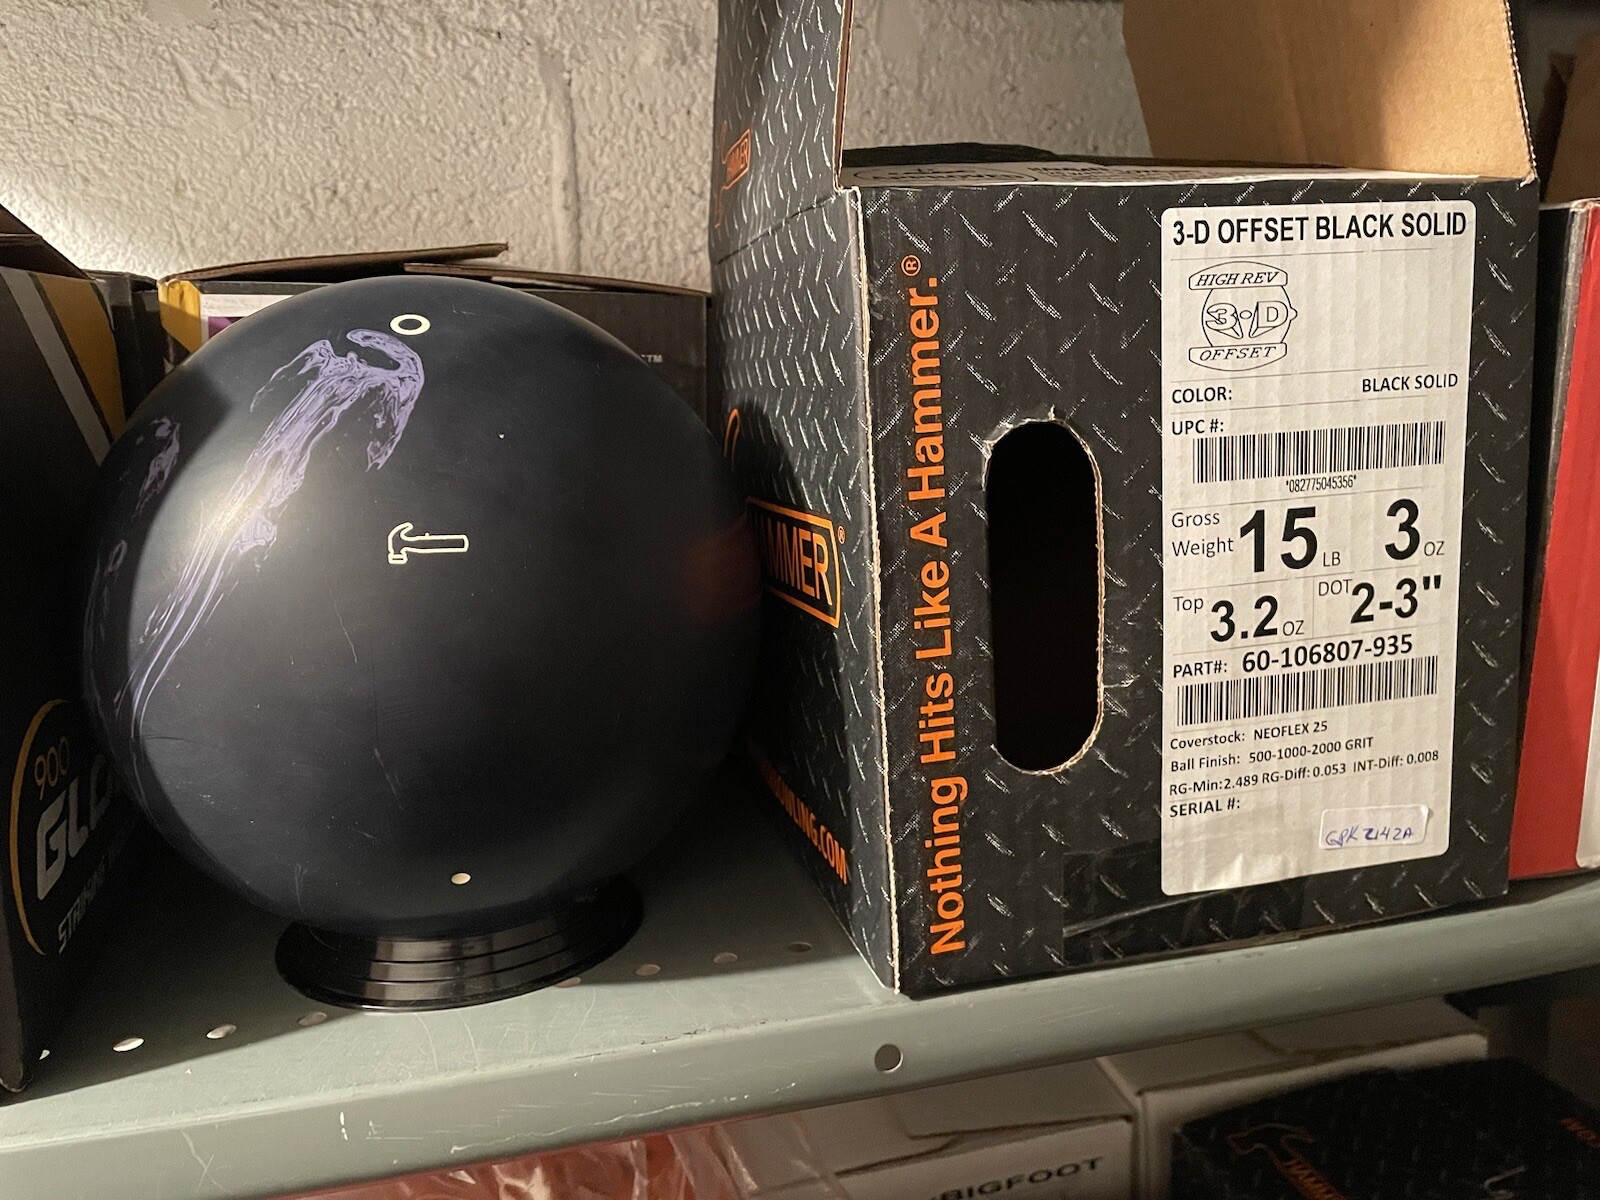 3-D OFFSET BLACK SOLID
HIGH REV
3-D
OFFSET
COLOR: BLACK SOLID
UPC #:
*082775045356*
Gross Weight 15 LB 3 OZ
Top 3.2 OZ DOT 2-3"
PART#: 60-106807-935
Coverstock: NEOFLEX 25
Ball Finish: 500-1000-2000 GRIT
RG-Min:2.489 RG-Diff: 0.053 INT-Diff: 0.008
SERIAL #:
GPK2142A
Nothing Hits Like A Hammer.®
HAMMER
HAMMER®
900
™
BIGFOOT